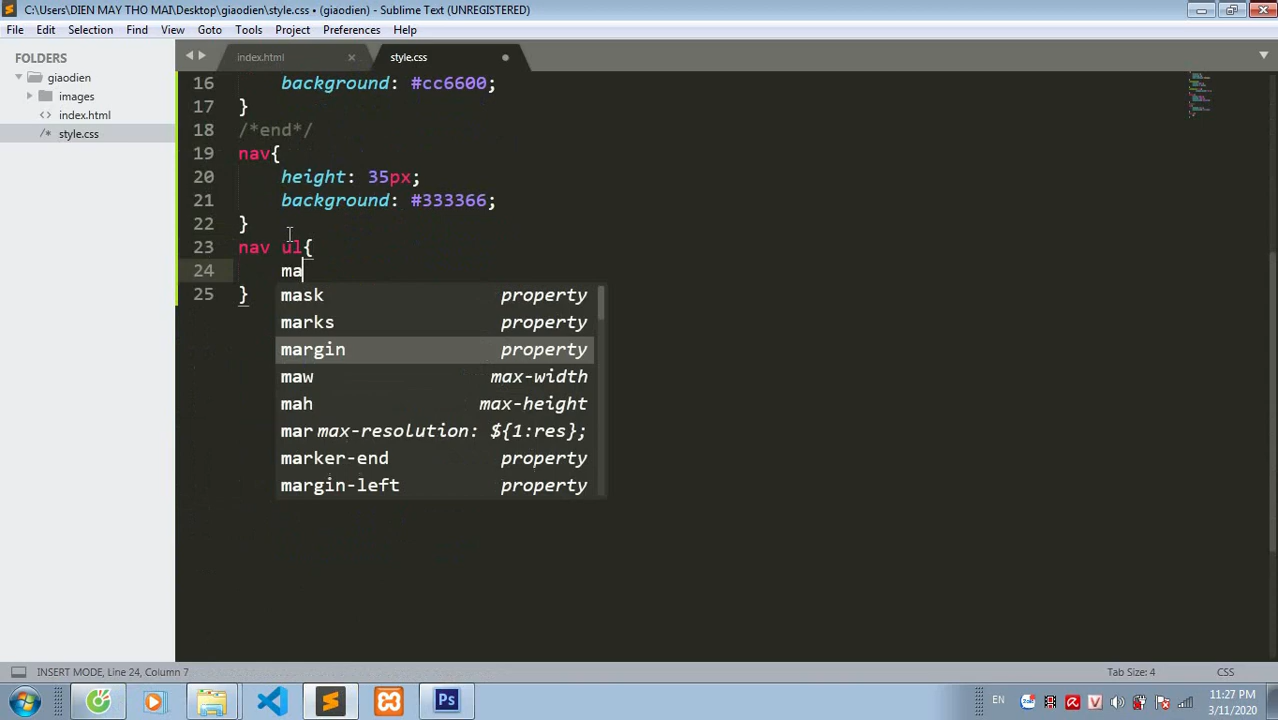 C:\Users\DIEN MAY THO MAI\Desktop\giaodien\style.css • (giaodien) - Sublime Text (UNREGISTERED)
File Edit Selection Find View Goto Tools Project Preferences Help
FOLDERS
giaodien
images
index.html
/* style.css
index.html × style.css
16 background: #cc6600;
17 }
18 /*end*/
19 nav{
20 height: 35px;
21 background: #333366;
22 }
23 nav ul{
24 ma
25 }
mask property
marks property
margin property
maw max-width
mah max-height
mar max-resolution: ${1:res};
marker-end property
margin-left property
INSERT MODE, Line 24, Column 7 Tab Size: 4 CSS
Ps EN Zalo V 11:27 PM
3/11/2020